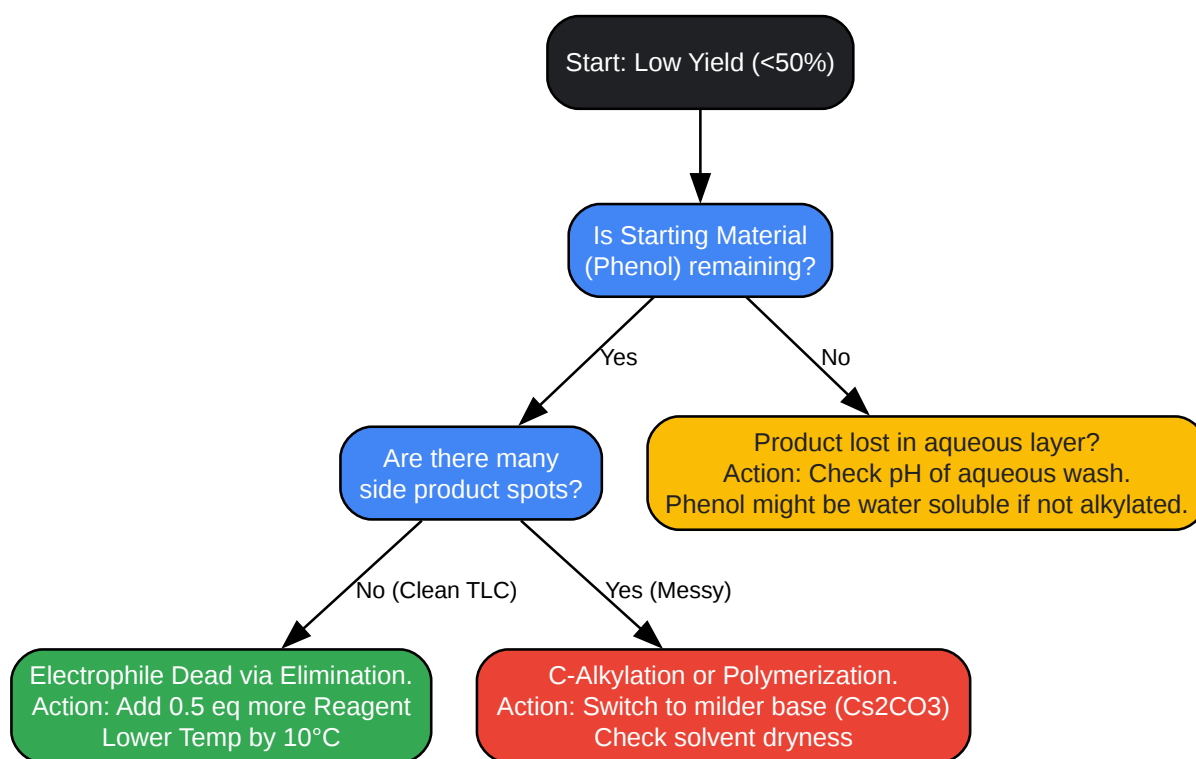 Start: Low Yield (<50%)
Is Starting Material
(Phenol) remaining?
Yes
No
Are there many
side product spots?
Product lost in aqueous layer?
Action: Check pH of aqueous wash.
Phenol might be water soluble if not alkylated.
No (Clean TLC)
Yes (Messy)
Electrophile Dead via Elimination.
Action: Add 0.5 eq more Reagent
Lower Temp by 10°C
C-Alkylation or Polymerization.
Action: Switch to milder base (Cs2CO3)
Check solvent dryness